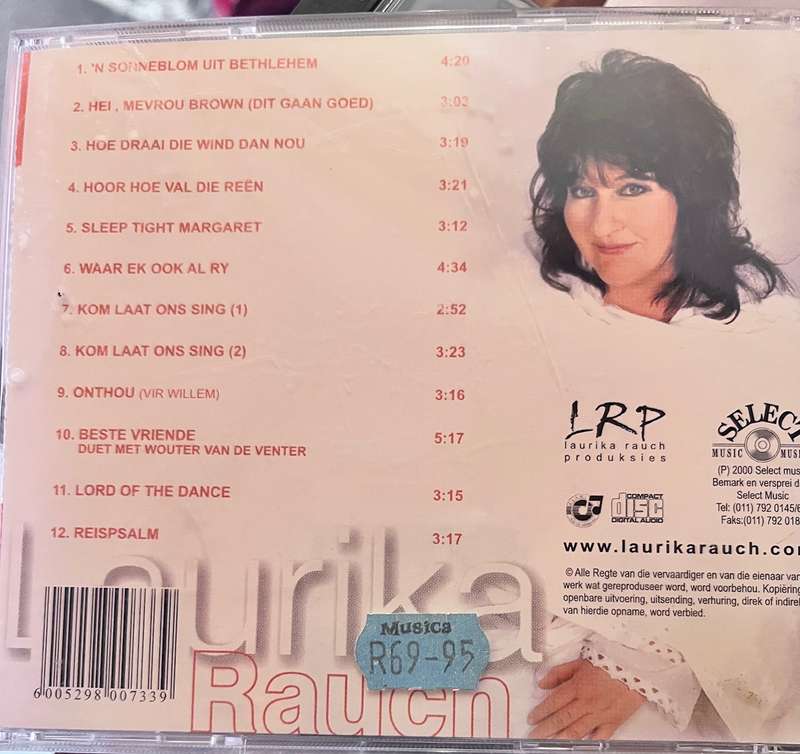 1. 'N SONNEBLOM UIT BETHLEHEM 4:20
2. HEI , MEVROU BROWN (DIT GAAN GOED) 3:02
3. HOE DRAAI DIE WIND DAN NOU 3:19
4. HOOR HOE VAL DIE REËN 3:21
5. SLEEP TIGHT MARGARET 3:12
6. WAAR EK OOK AL RY 4:34
7. KOM LAAT ONS SING (1) 2:52
8. KOM LAAT ONS SING (2) 3:23
9. ONTHOU (VIR WILLEM) 3:16
10. BESTE VRIENDE 5:17
DUET MET WOUTER VAN DE VENTER
11. LORD OF THE DANCE 3:15
12. REISPSALM 3:17
LRP
laurika rauch
produksies
SELECT
MUSIC MUSI
(P) 2000 Select mus
Bemark en versprei d
Select Music
Tel: (011) 792 0145/6
Faks:(011) 792 018
COMPACT
disc
DIGITAL AUDIO
www.laurikarauch.com
© Alle Regte van die vervaardiger en van die eienaar van
werk wat gereproduseer word, word voorbehou. Kopiëring
openbare uitvoering, uitsending, verhuring, direk of indirek
van hierdie opname, word verbied.
Laurika
Rauch
Musica
R69-95
6005298 007339